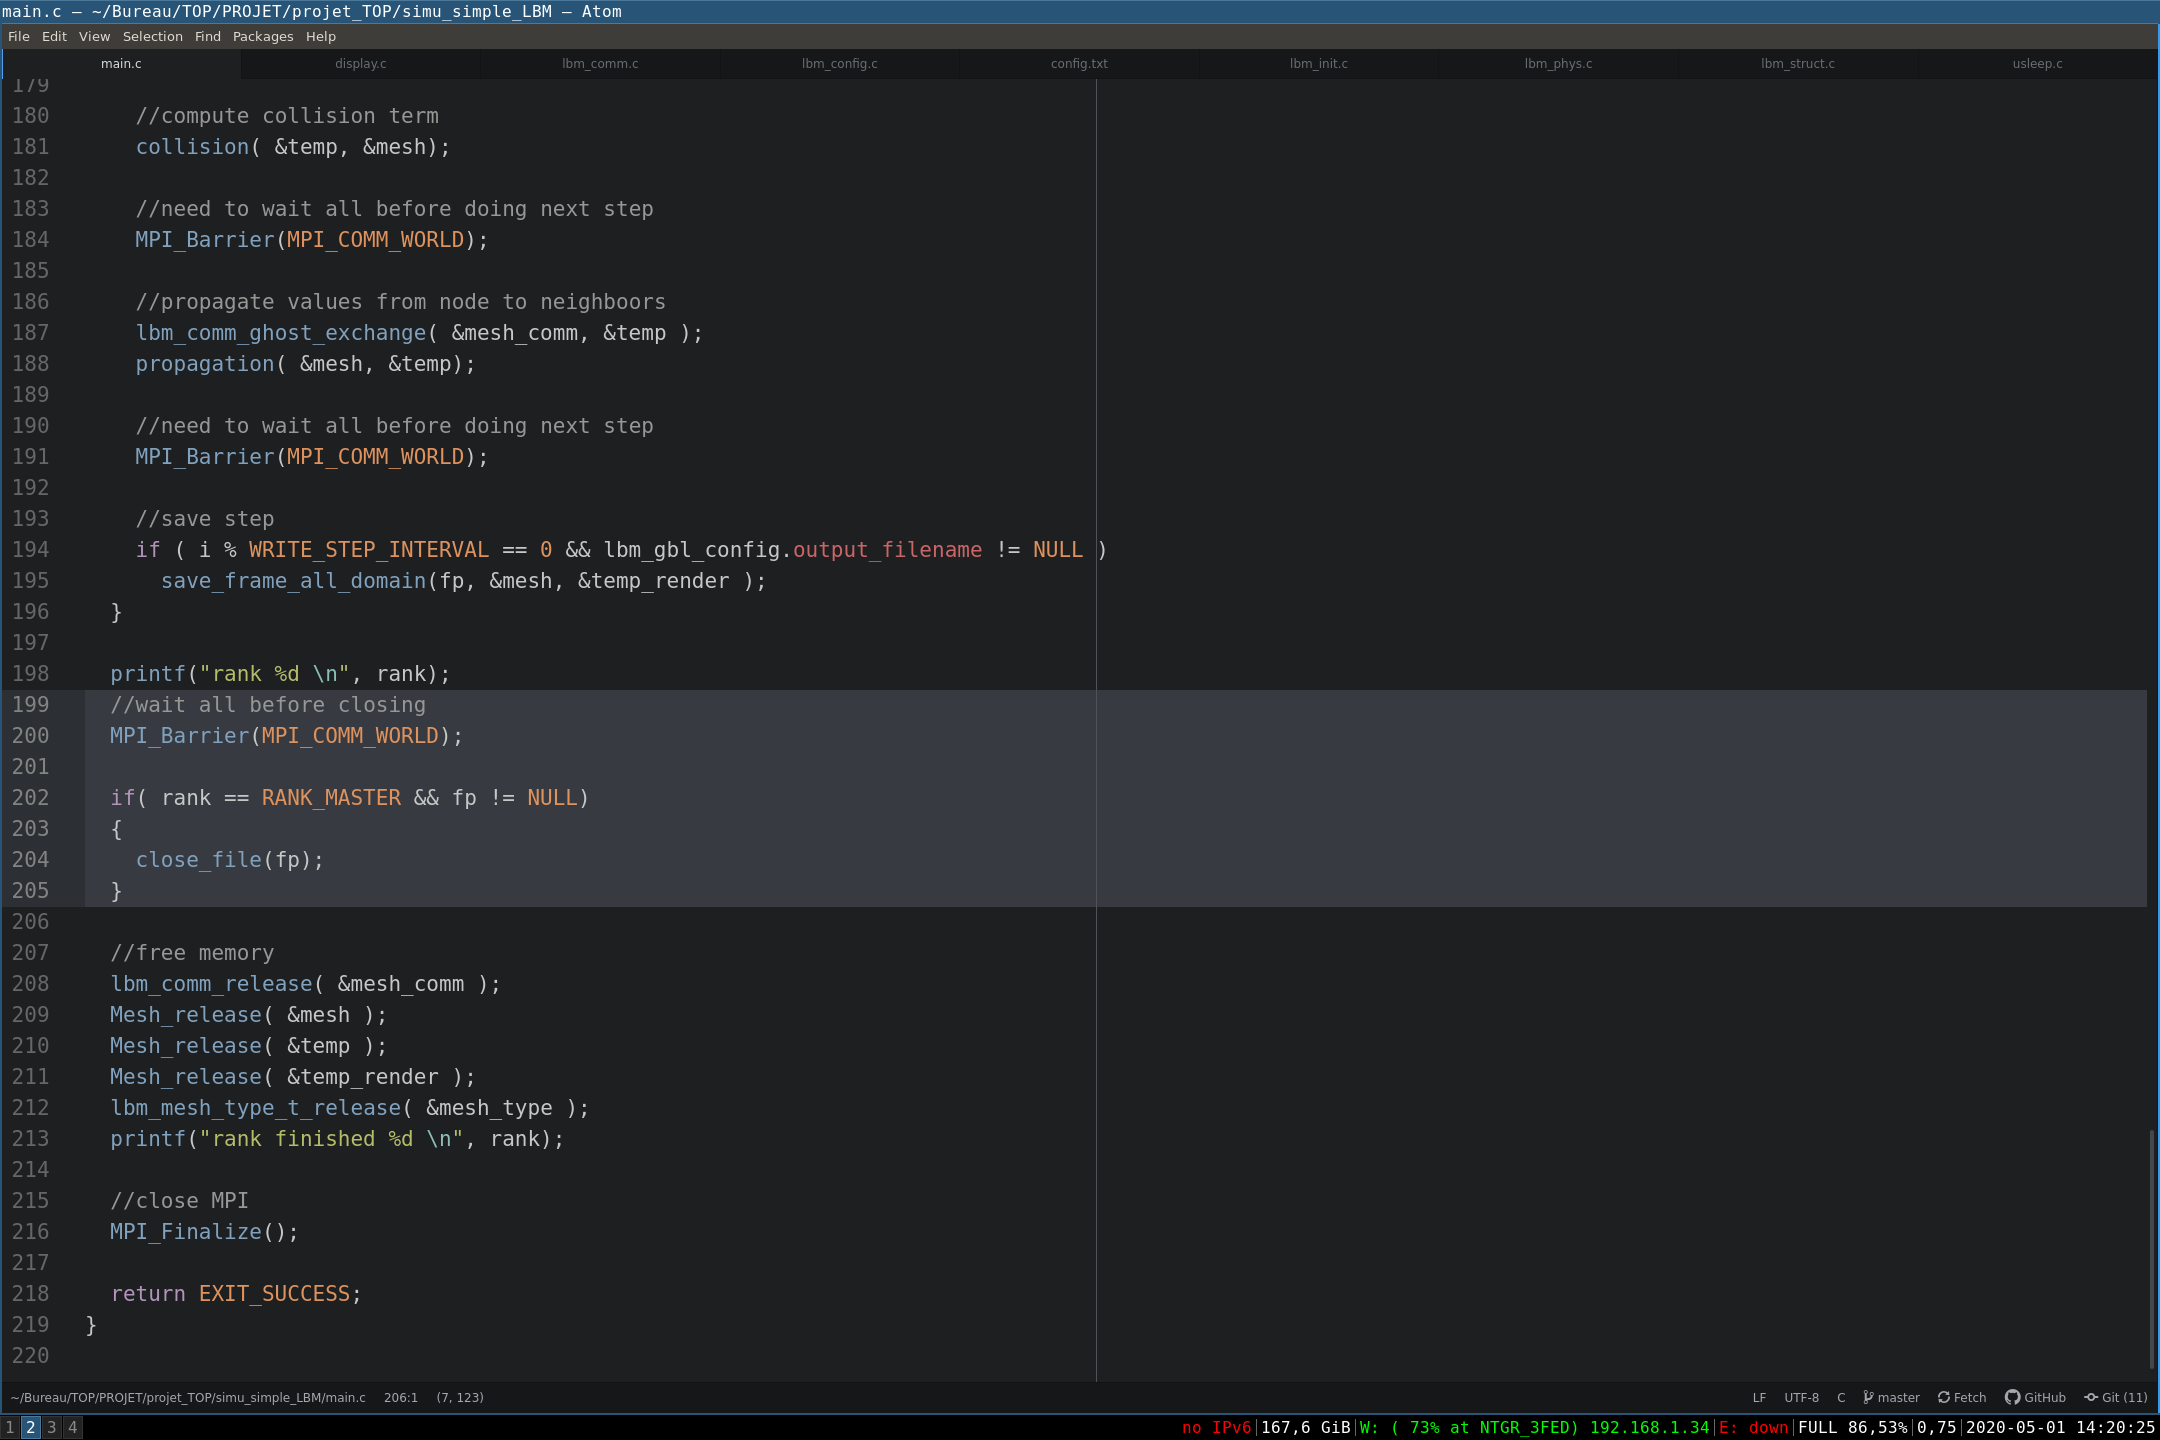 main.c — ~/Bureau/TOP/PROJET/projet_TOP/simu_simple_LBM — Atom
File Edit View Selection Find Packages Help
main.c display.c lbm_comm.c lbm_config.c config.txt lbm_init.c lbm_phys.c lbm_struct.c usleep.c
179
180 //compute collision term
181 collision( &temp, &mesh);
182
183 //need to wait all before doing next step
184 MPI_Barrier(MPI_COMM_WORLD);
185
186 //propagate values from node to neighboors
187 lbm_comm_ghost_exchange( &mesh_comm, &temp );
188 propagation( &mesh, &temp);
189
190 //need to wait all before doing next step
191 MPI_Barrier(MPI_COMM_WORLD);
192
193 //save step
194 if ( i % WRITE_STEP_INTERVAL == 0 && lbm_gbl_config.output_filename != NULL )
195 save_frame_all_domain(fp, &mesh, &temp_render );
196 }
197
198 printf("rank %d \n", rank);
199 //wait all before closing
200 MPI_Barrier(MPI_COMM_WORLD);
201
202 if( rank == RANK_MASTER && fp != NULL)
203 {
204 close_file(fp);
205 }
206
207 //free memory
208 lbm_comm_release( &mesh_comm );
209 Mesh_release( &mesh );
210 Mesh_release( &temp );
211 Mesh_release( &temp_render );
212 lbm_mesh_type_t_release( &mesh_type );
213 printf("rank finished %d \n", rank);
214
215 //close MPI
216 MPI_Finalize();
217
218 return EXIT_SUCCESS;
219 }
220
~/Bureau/TOP/PROJET/projet_TOP/simu_simple_LBM/main.c 206:1 (7, 123) LF UTF-8 C master Fetch GitHub Git (11)
1 2 3 4 no IPv6|167,6 GiB|W: ( 73% at NTGR_3FED) 192.168.1.34|E: down|FULL 86,53%|0,75|2020-05-01 14:20:25